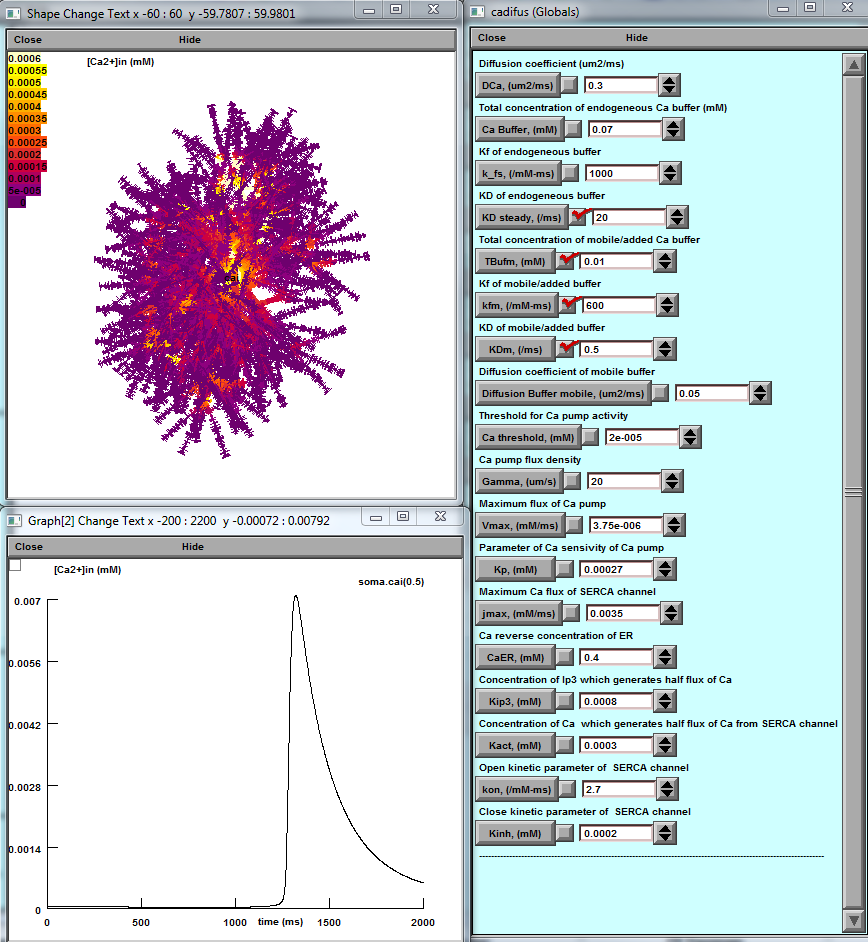 Shape Change Text x -60 : 60 y -59.7807 : 59.9801
Close Hide
0.0006
[Ca2+]in (mM)
0.00055
0.0005
0.00045
0.0004
0.00035
0.0003
0.00025
0.0002
0.00015
0.0001
5e-005
0
Graph[2] Change Text x -200 : 2200 y -0.00072 : 0.00792
Close Hide
[Ca2+]in (mM)
soma.cai(0.5)
0.007
0.0056
0.0042
0.0028
0.0014
0
0 500 1000 time (ms) 1500 2000
cadifus (Globals)
Close Hide
Diffusion coefficient (um2/ms)
DCa, (um2/ms) 0.3
Total concentration of endogeneous Ca buffer (mM)
Ca Buffer, (mM) 0.07
Kf of endogeneous buffer
k_fs, (/mM-ms) 1000
KD of endogeneous buffer
KD steady, (/ms) 20
Total concentration of mobile/added Ca buffer
TBufm, (mM) 0.01
Kf of mobile/added buffer
kfm, (/mM-ms) 600
KD of mobile/added buffer
KDm, (/ms) 0.5
Diffusion coefficient of mobile buffer
Diffusion Buffer mobile, (um2/ms) 0.05
Threshold for Ca pump activity
Ca threshold, (mM) 2e-005
Ca pump flux density
Gamma, (um/s) 20
Maximum flux of Ca pump
Vmax, (mM/ms) 3.75e-006
Parameter of Ca sensivity of Ca pump
Kp, (mM) 0.00027
Maximum Ca flux of SERCA channel
jmax, (mM/ms) 0.0035
Ca reverse concentration of ER
CaER, (mM) 0.4
Concentration of Ip3 which generates half flux of Ca
Kip3, (mM) 0.0008
Concentration of Ca which generates half flux of Ca from SERCA channel
Kact, (mM) 0.0003
Open kinetic parameter of SERCA channel
kon, (/mM-ms) 2.7
Close kinetic parameter of SERCA channel
Kinh, (mM) 0.0002